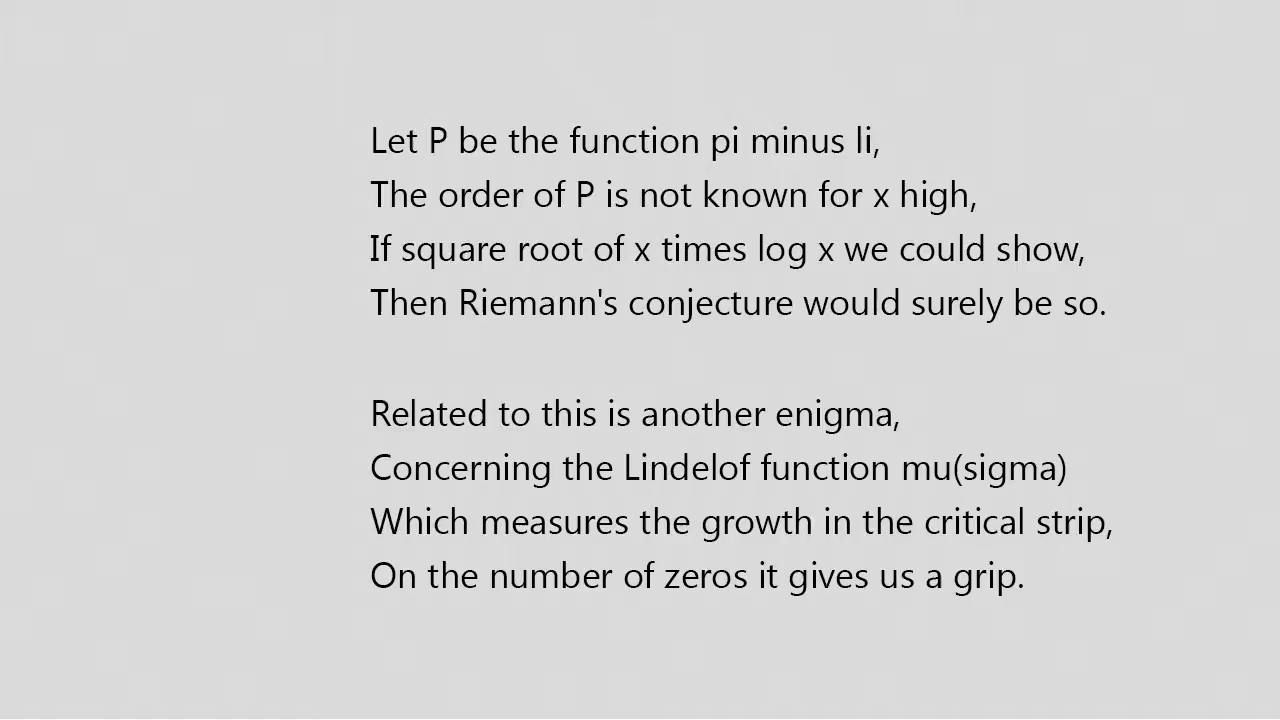 Let P be the function pi minus li,
The order of P is not known for x high,
If square root of x times log x we could show,
Then Riemann's conjecture would surely be so.
Related to this is another enigma,
Concerning the Lindelof function mu(sigma)
Which measures the growth in the critical strip,
On the number of zeros it gives us a grip.